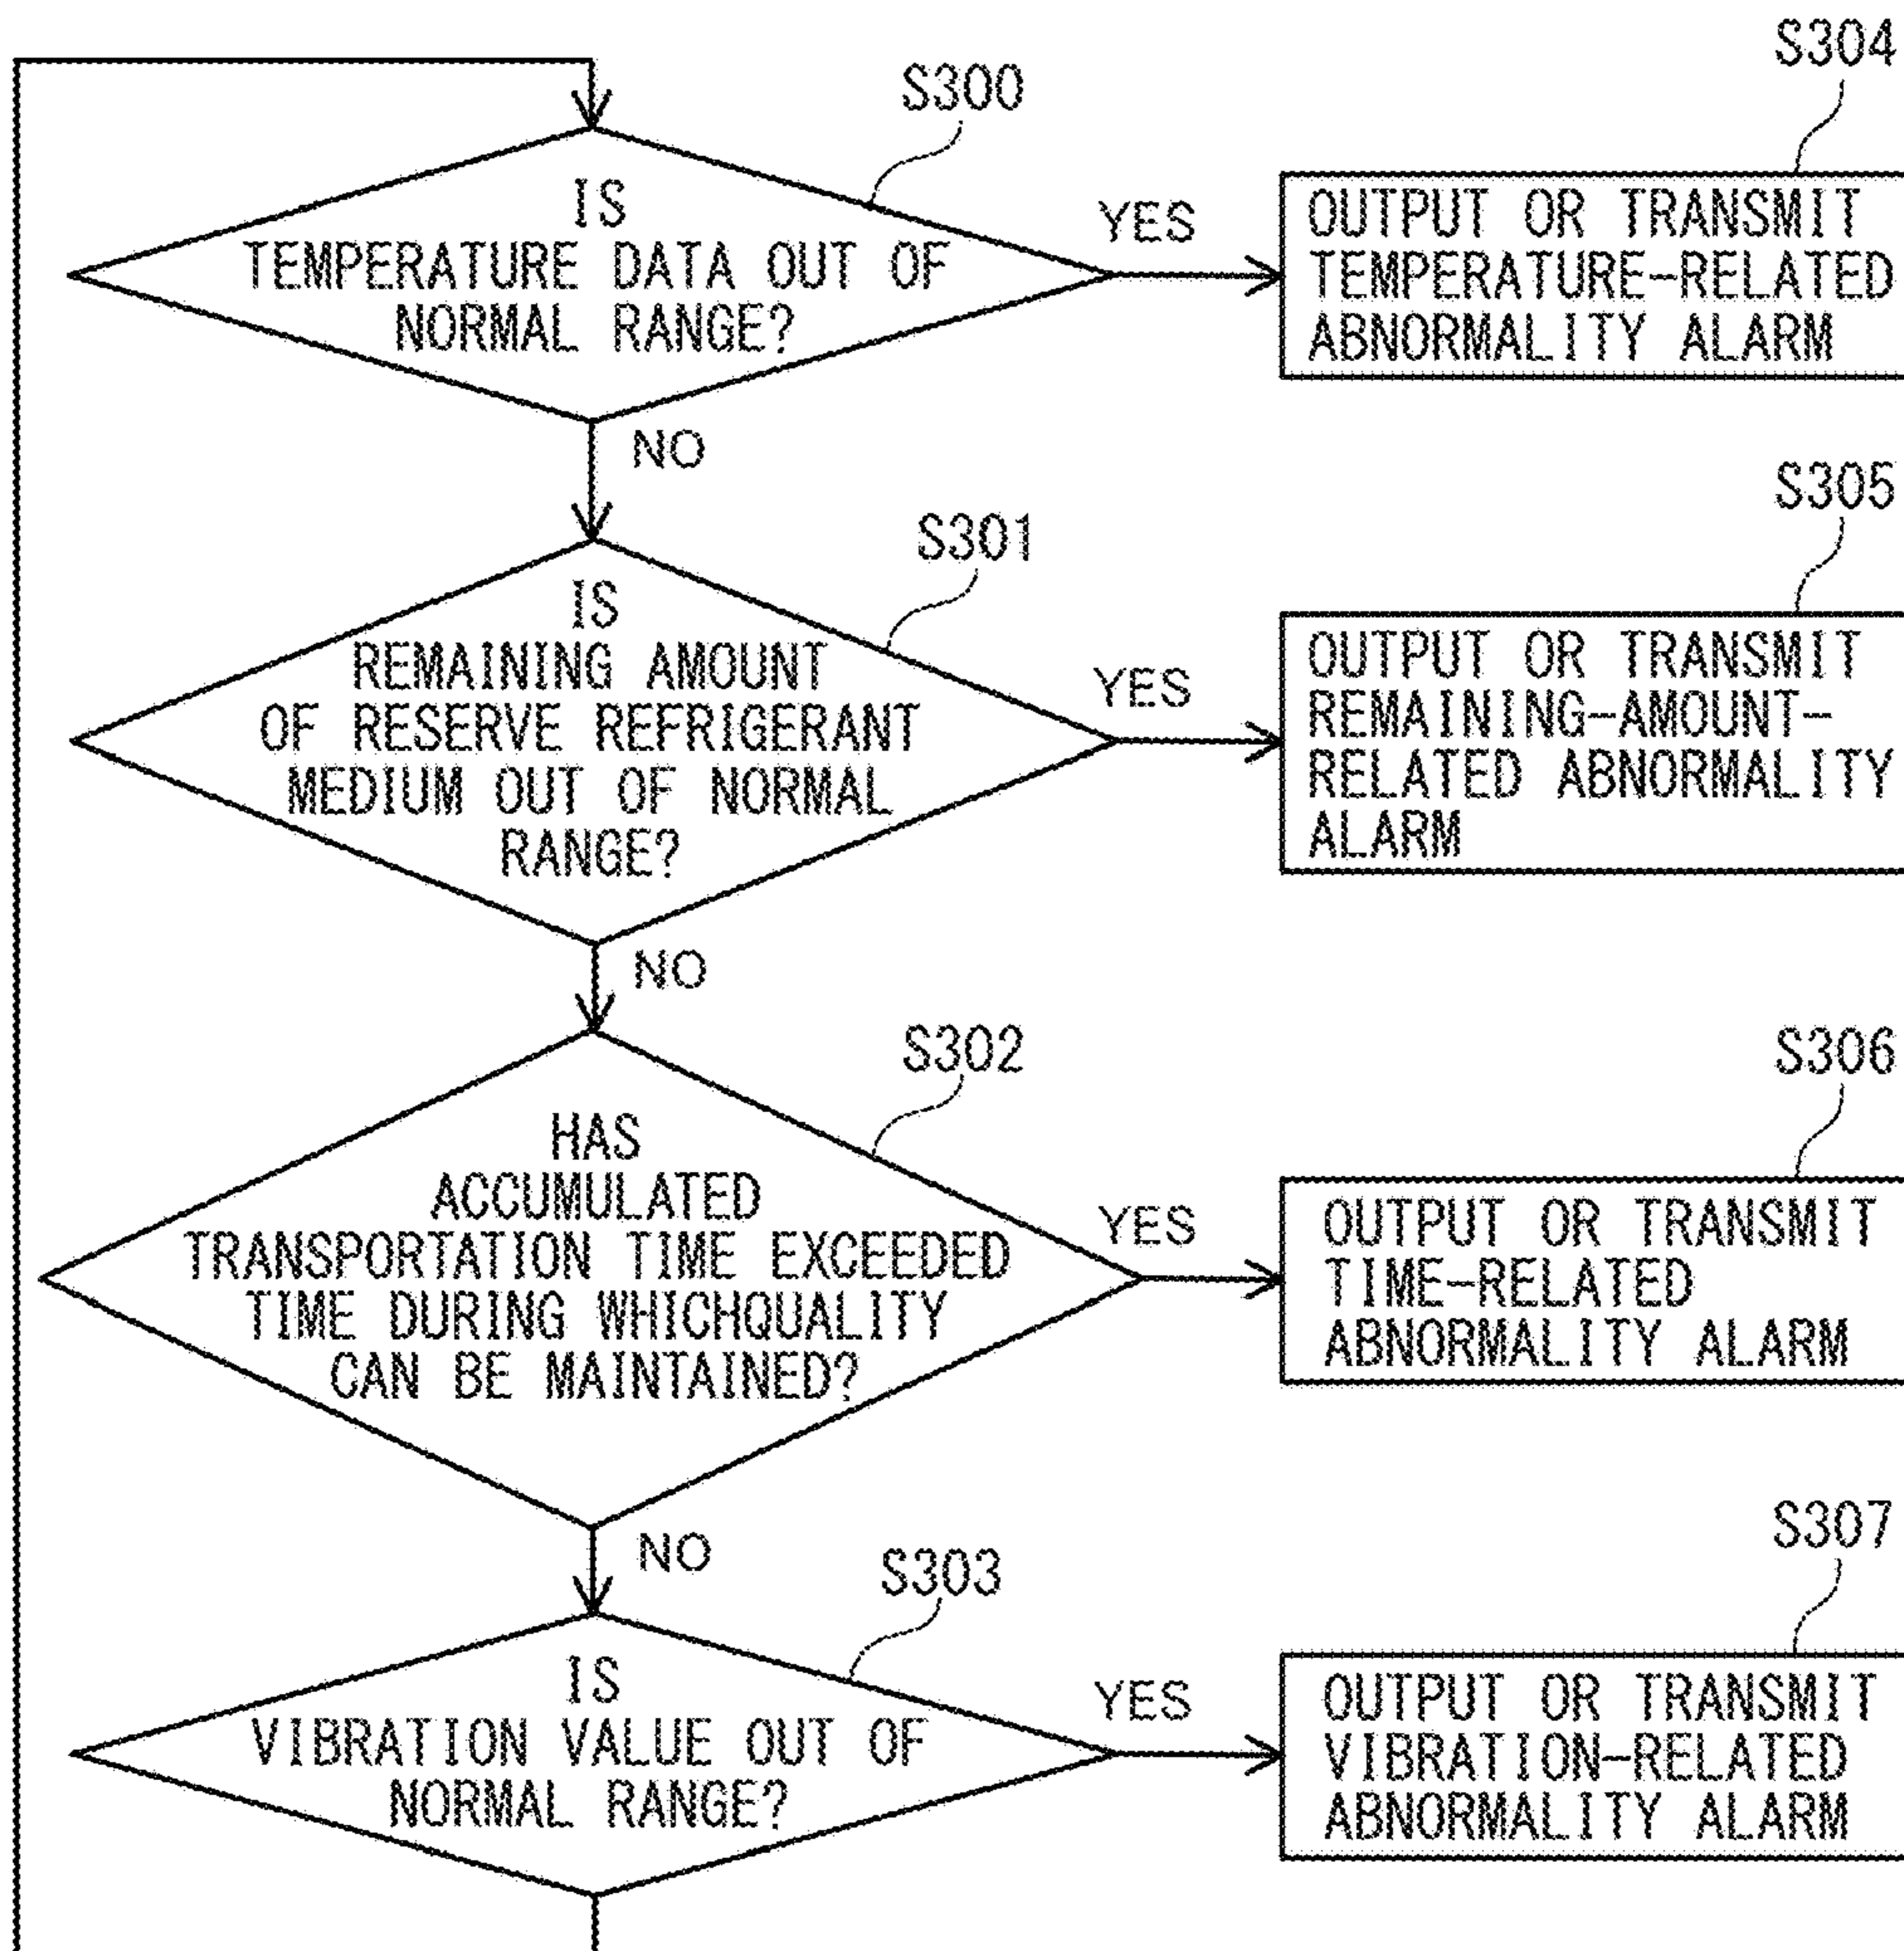 S300
IS
TEMPERATURE DATA OUT OF
NORMAL RANGE?
YES
S304
OUTPUT OR TRANSMIT
TEMPERATURE-RELATED
ABNORMALITY ALARM
NO
S301
IS
REMAINING AMOUNT
OF RESERVE REFRIGERANT
MEDIUM OUT OF NORMAL
RANGE?
YES
S305
OUTPUT OR TRANSMIT
REMAINING-AMOUNT-
RELATED ABNORMALITY
ALARM
NO
S302
HAS
ACCUMULATED
TRANSPORTATION TIME EXCEEDED
TIME DURING WHICHQUALITY
CAN BE MAINTAINED?
YES
S306
OUTPUT OR TRANSMIT
TIME-RELATED
ABNORMALITY ALARM
NO
S303
IS
VIBRATION VALUE OUT OF
NORMAL RANGE?
YES
S307
OUTPUT OR TRANSMIT
VIBRATION-RELATED
ABNORMALITY ALARM